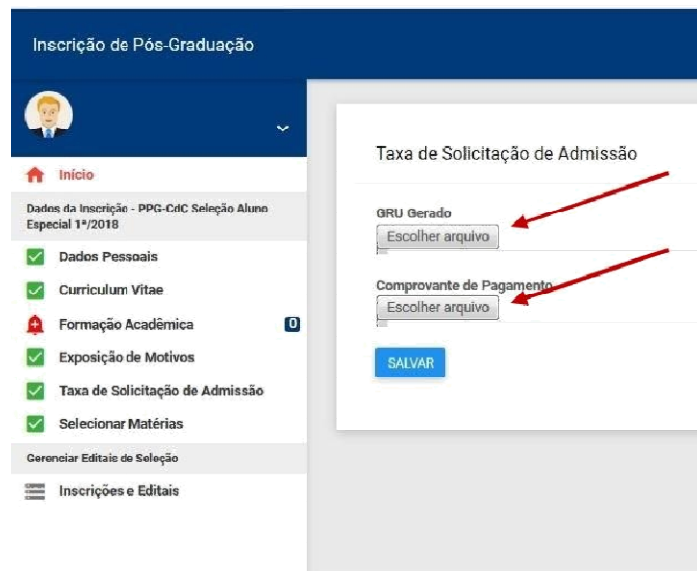 Inscrição de Pós-Graduação
Início
Dados da Inscrição - PPG-CdC Seleção Aluno
Especial 1ª/2018
Dados Pessoais
Curriculum Vitae
Formação Acadêmica 0
Exposição de Motivos
Taxa de Solicitação de Admissão
Selecionar Matérias
Gerenciar Editais de Seleção
Inscrições e Editais
Taxa de Solicitação de Admissão
GRU Gerado
Escolher arquivo
Comprovante de Pagamento
Escolher arquivo
SALVAR